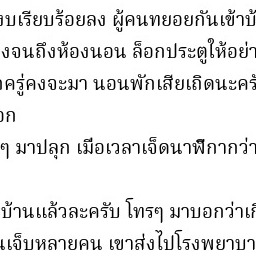 งบเรียบร้อยลง ผู้คนทยอยกันเข้าบ้
งจนถึงห้องนอน ล็อกประตูให้อย่า
ครู่คงจะมา นอนพักเสียเถิดนะครั
อก
ๆ มาปลุก เมื่อเวลาเจ็ดนาฬิกากว่า
บ้านแล้วละครับ โทรๆ มาบอกว่าเกิ
นเจ็บหลายคน เขาส่งไปโรงพยาบา